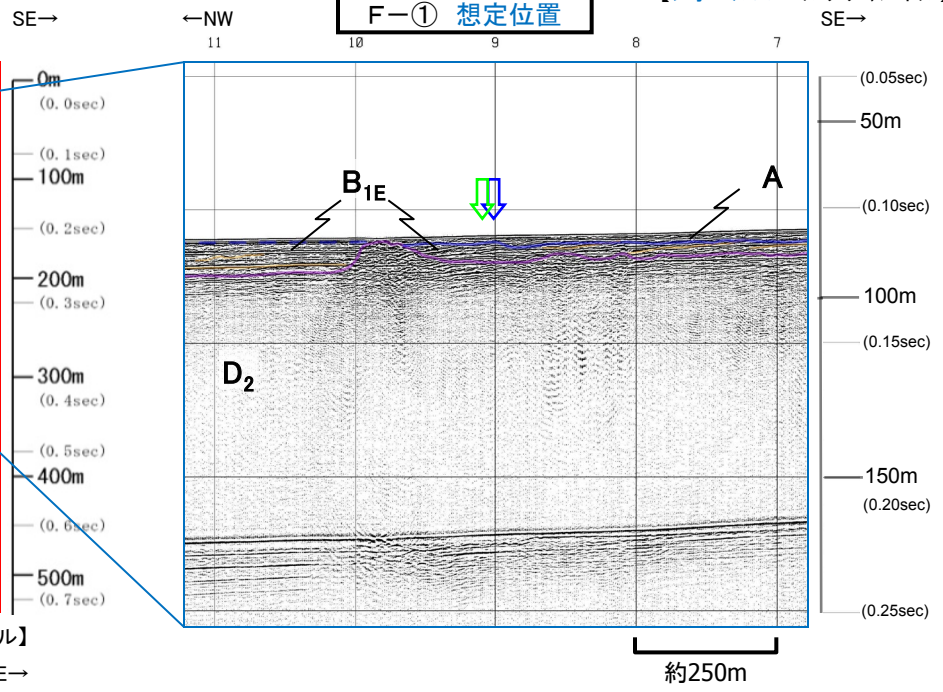 SE→
←NW
F－① 想定位置
SE→
11
10
9
8
7
0m
(0.0sec)
(0.1sec)
100m
(0.2sec)
200m
(0.3sec)
300m
(0.4sec)
(0.5sec)
400m
(0.6sec)
500m
(0.7sec)
B1E
A
D2
(0.05sec)
50m
(0.10sec)
100m
(0.15sec)
150m
(0.20sec)
(0.25sec)
ル】
E→
約250m